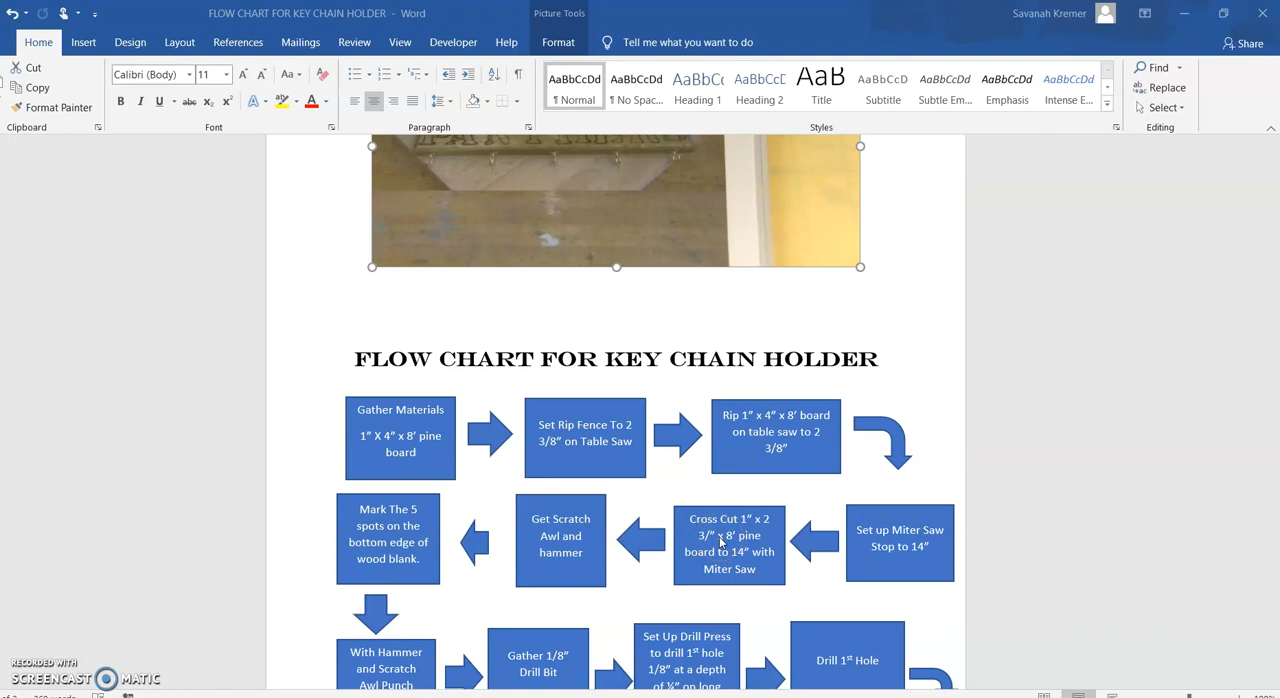 FLOW CHART FOR KEY CHAIN HOLDER - Word
Picture Tools
Savanah Kremer
Home Insert Design Layout References Mailings Review View Developer Help Format Tell me what you want to do
Share
Cut
Copy
Format Painter
Clipboard
Calibri (Body) 11
Font
Paragraph
AaBbCcDd AaBbCcDd AaBbCc AaBbCcD AaB AaBbCcD AaBbCcDd AaBbCcDd AaBbCcDd
¶ Normal ¶ No Spac... Heading 1 Heading 2 Title Subtitle Subtle Em... Emphasis Intense E...
Styles
Find
Replace
Select
Editing
FLOW CHART FOR KEY CHAIN HOLDER
Gather Materials
1” X 4” x 8’ pine
board
Set Rip Fence To 2
3/8” on Table Saw
Rip 1” x 4” x 8’ board
on table saw to 2
3/8”
Mark The 5
spots on the
bottom edge of
wood blank.
Get Scratch
Awl and
hammer
Cross Cut 1” x 2
3/” x 8’ pine
board to 14” with
Miter Saw
Set up Miter Saw
Stop to 14”
With Hammer
and Scratch
Awl Punch
Gather 1/8”
Drill Bit
Set Up Drill Press
to drill 1st hole
1/8” at a depth
of ½” on long
Drill 1st Hole
RECORDED WITH
SCREENCAST MATIC